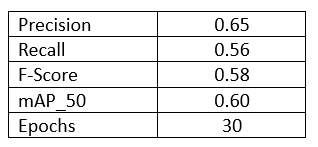 Precision 0.65
Recall 0.56
F-Score 0.58
mAP_50 0.60
Epochs 30